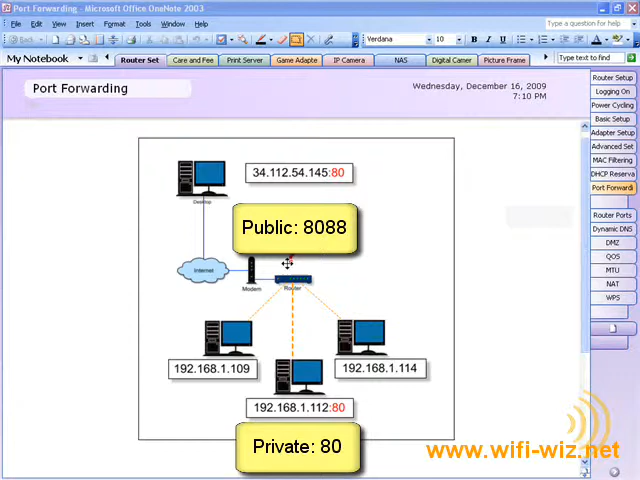 Port Forwarding - Microsoft Office OneNote 2003
File Edit View Insert Format Tools Window Help
Type a question for help
Back
Verdana 10 B I U
My Notebook Router Set Care and Fee Print Server Game Adapte IP Camera NAS Digital Camer Picture Frame
Type text to find
Port Forwarding
Wednesday, December 16, 2009
7:10 PM
Router Setup
Logging On
Power Cycling
Basic Setup
Adapter Setup
Advanced Set
MAC Filtering
DHCP Reserva
Port Forwardi
Router Ports
Dynamic DNS
DMZ
QOS
MTU
NAT
WPS
34.112.54.145:80
Desktop
Public: 8088
Internet
Modem
Router
192.168.1.109
192.168.1.114
192.168.1.112:80
Private: 80
www.wifi-wiz.net